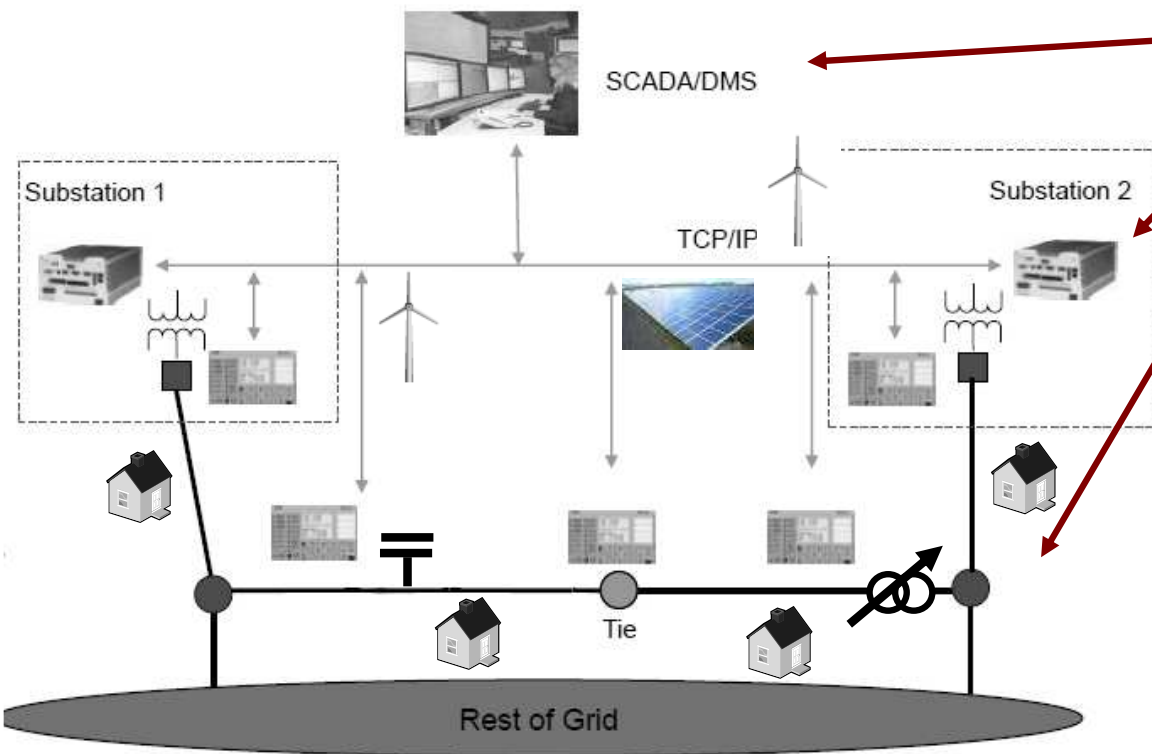 SCADA/DMS
Substation 1
Substation 2
TCP/IP
Tie
Rest of Grid